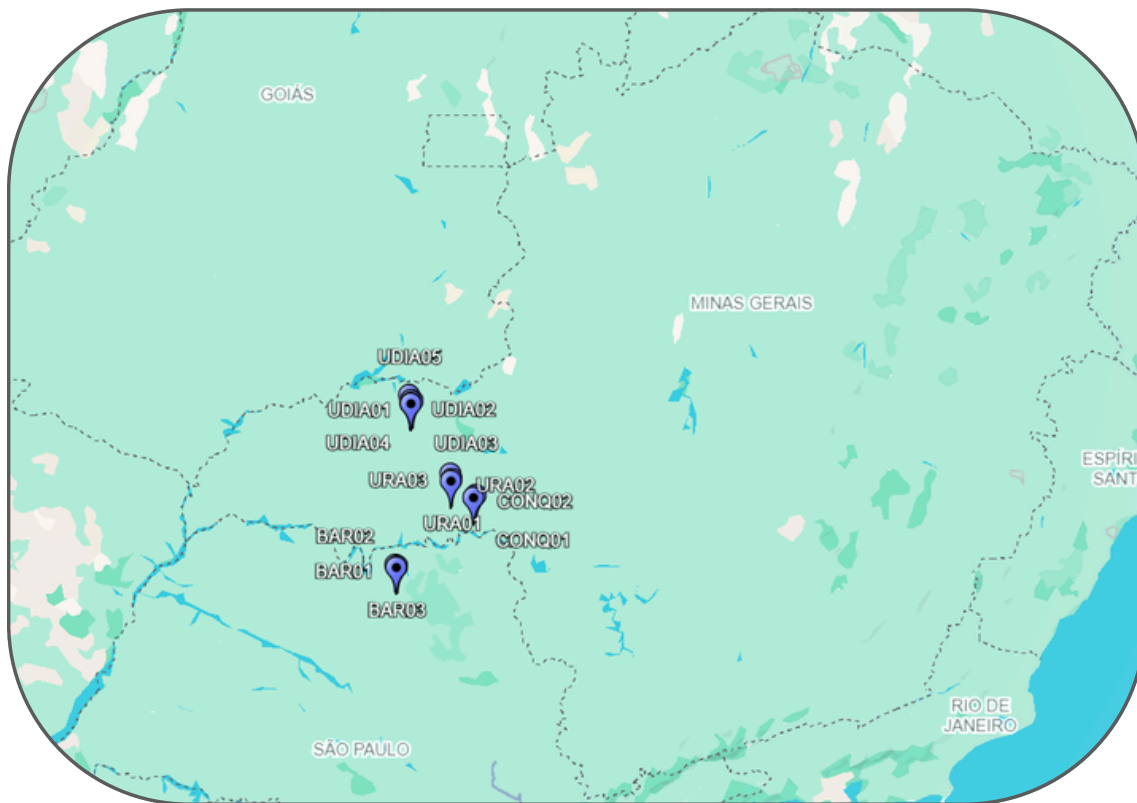 GOIÁS
MINAS GERAIS
UDIA05
UDIA01
UDIA02
UDIA04
UDIA03
ESPÍRI
SANT
URA03
URA02
CONQ02
URA01
BAR02
CONQ01
BAR01
BAR03
RIO DE
JANEIRO
SÃO PAULO